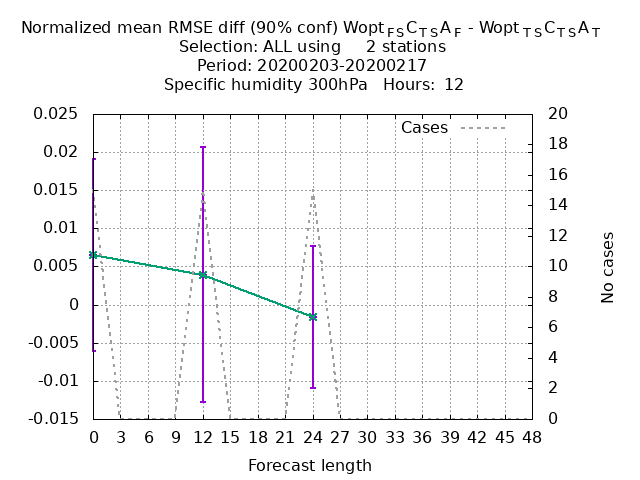 Normalized mean RMSE diff (90% conf) Wopt FS C TS A F - Wopt TS C TS A T
Selection: ALL using 2 stations
Period: 20200203-20200217
Specific humidity 300hPa Hours: 12
Cases
0.025
0.02
0.015
0.01
0.005
0
-0.005
-0.01
-0.015
20
18
16
14
12
10
8
6
4
2
0
No cases
0 3 6 9 12 15 18 21 24 27 30 33 36 39 42 45 48
Forecast length